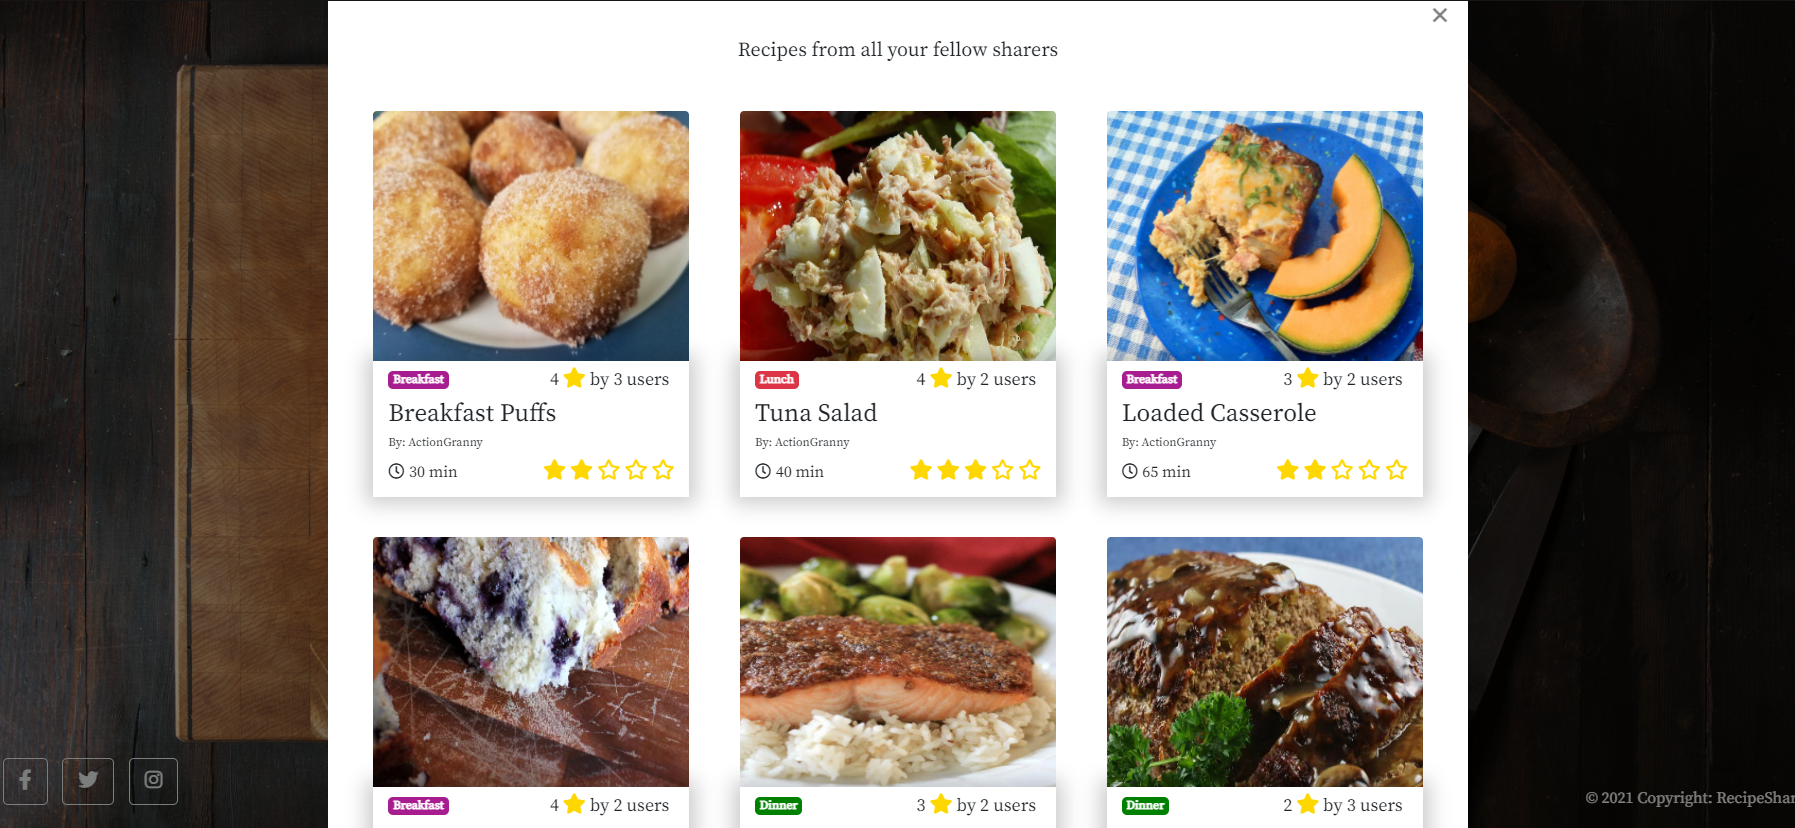 Recipes from all your fellow sharers
Breakfast
4 by 3 users
Breakfast Puffs
By: ActionGranny
30 min
Lunch
4 by 2 users
Tuna Salad
By: ActionGranny
40 min
Breakfast
3 by 2 users
Loaded Casserole
By: ActionGranny
65 min
Breakfast
4 by 2 users
Dinner
3 by 2 users
Dinner
2 by 3 users
© 2021 Copyright: RecipeShar